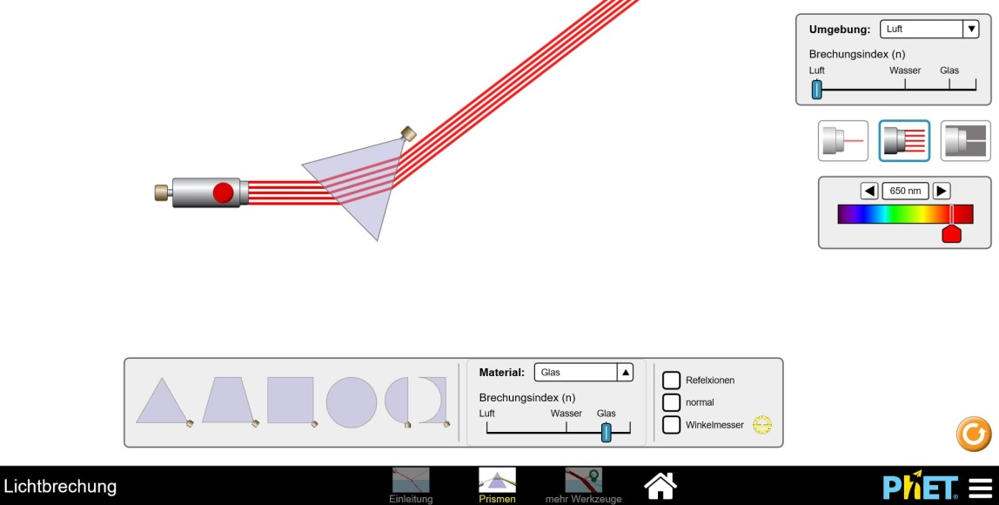 Umgebung: Luft
Brechungsindex (n)
Luft Wasser Glas
650 nm
Material: Glas
Brechungsindex (n)
Luft Wasser Glas
Refelxionen
normal
Winkelmesser
Lichtbrechung
Einleitung
Prismen
mehr Werkzeuge
PhET